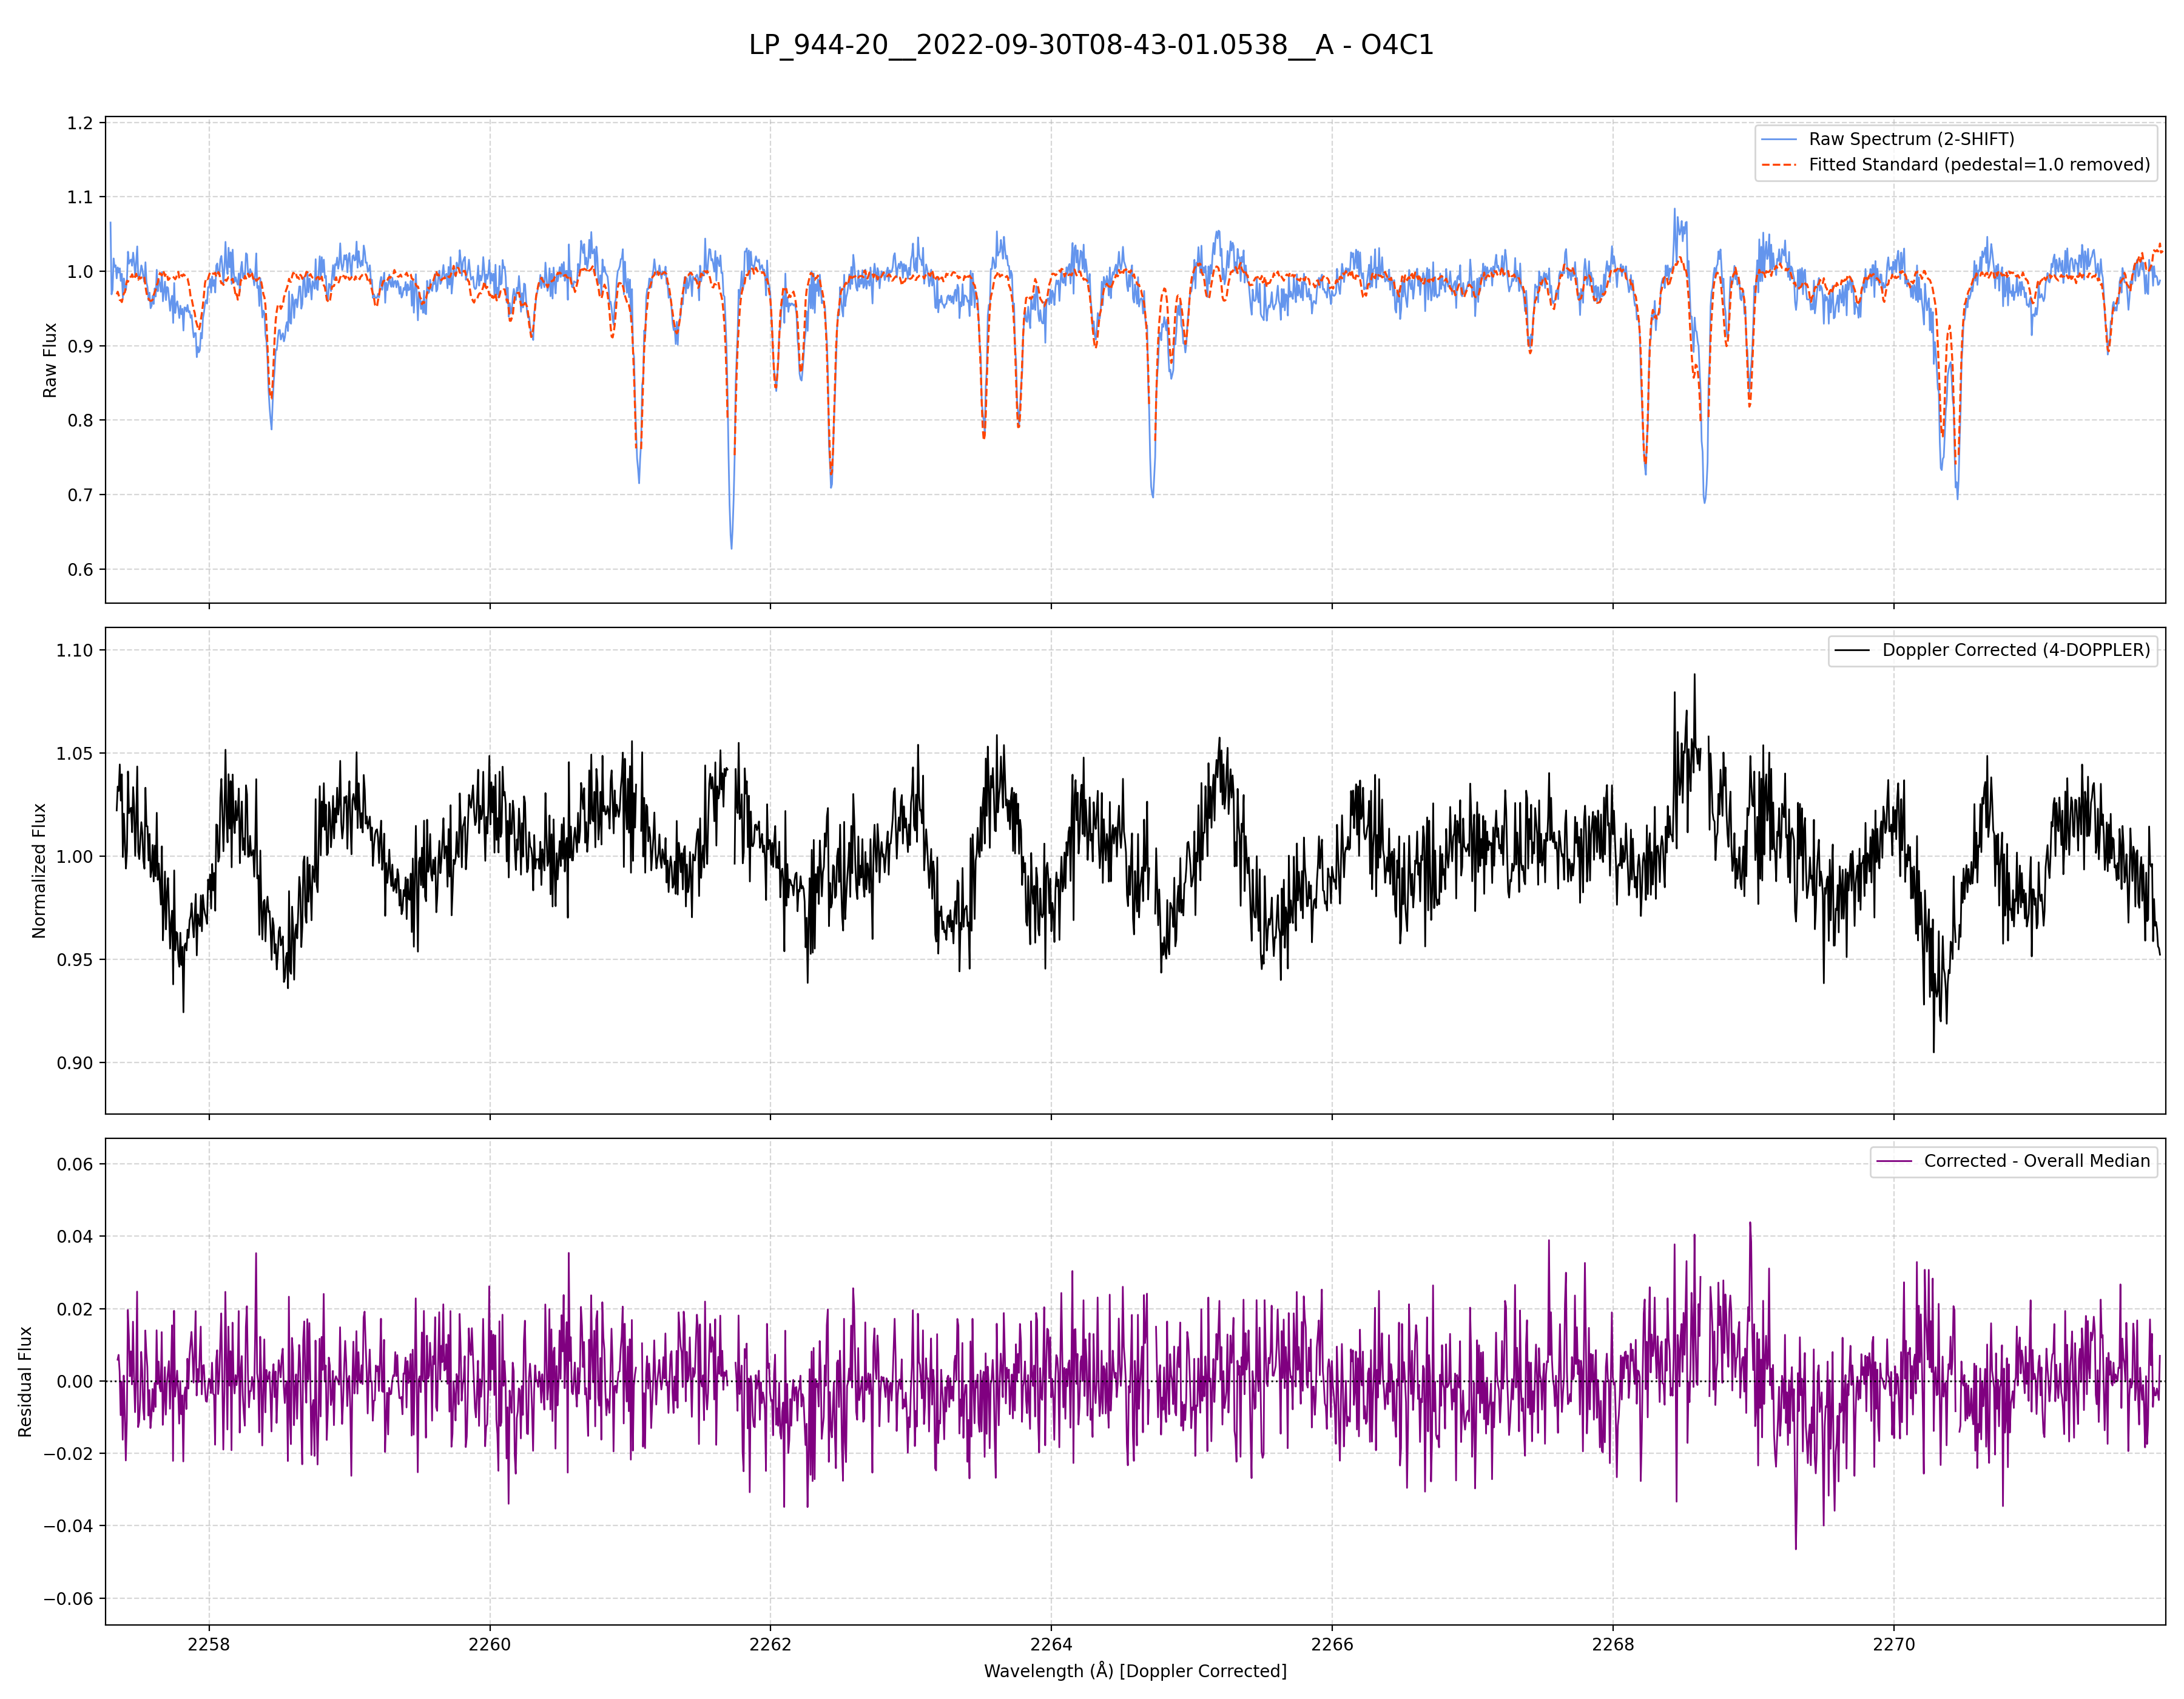 LP_944-20__2022-09-30T08-43-01.0538__A - O4C1
1.2
1.1
1.0
0.9
0.8
0.7
0.6
Raw Flux
Raw Spectrum (2-SHIFT)
Fitted Standard (pedestal=1.0 removed)
1.10
1.05
1.00
0.95
0.90
Normalized Flux
Doppler Corrected (4-DOPPLER)
0.06
0.04
0.02
0.00
−0.02
−0.04
−0.06
Residual Flux
Corrected - Overall Median
2258 2260 2262 2264 2266 2268 2270
Wavelength (Å) [Doppler Corrected]